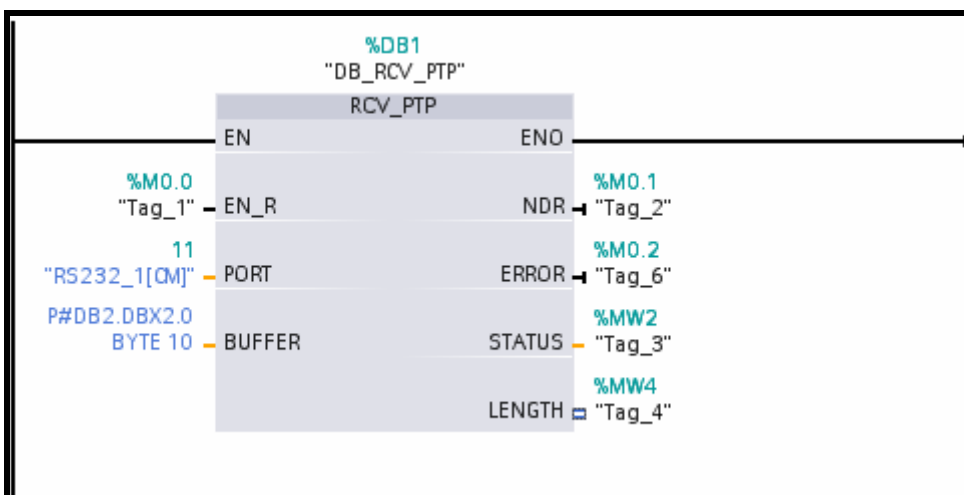 %DB1
"DB_RCV_PTP"
RCV_PTP
EN ENO
%M0.0 %M0.1
"Tag_1" EN_R NDR "Tag_2"
11 %M0.2
"RS232_1[CM]" PORT ERROR "Tag_6"
P#DB2.DBX2.0 %MW2
BYTE 10 BUFFER STATUS "Tag_3"
%MW4
LENGTH "Tag_4"